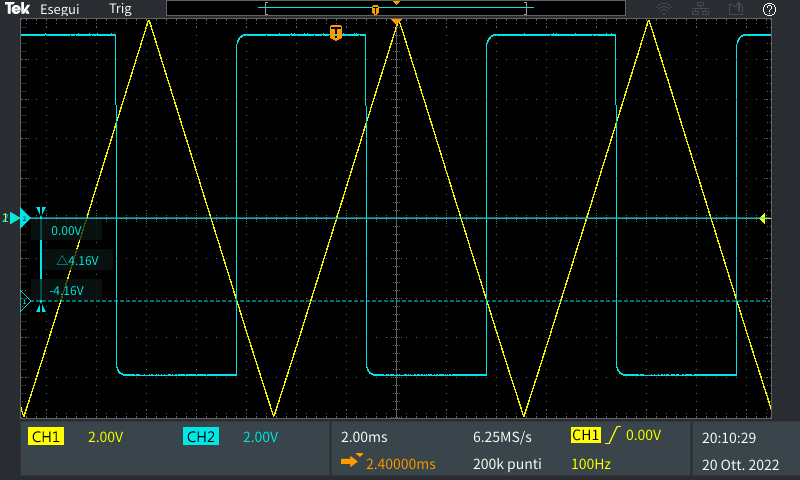 Tek Esegui Trig
T
?
T
2
0.00V
△4.16V
-4.16V
1
CH1 2.00V CH2 2.00V 2.00ms 6.25MS/s CH1 0.00V 20:10:29
2.40000ms 200k punti 100Hz 20 Ott. 2022